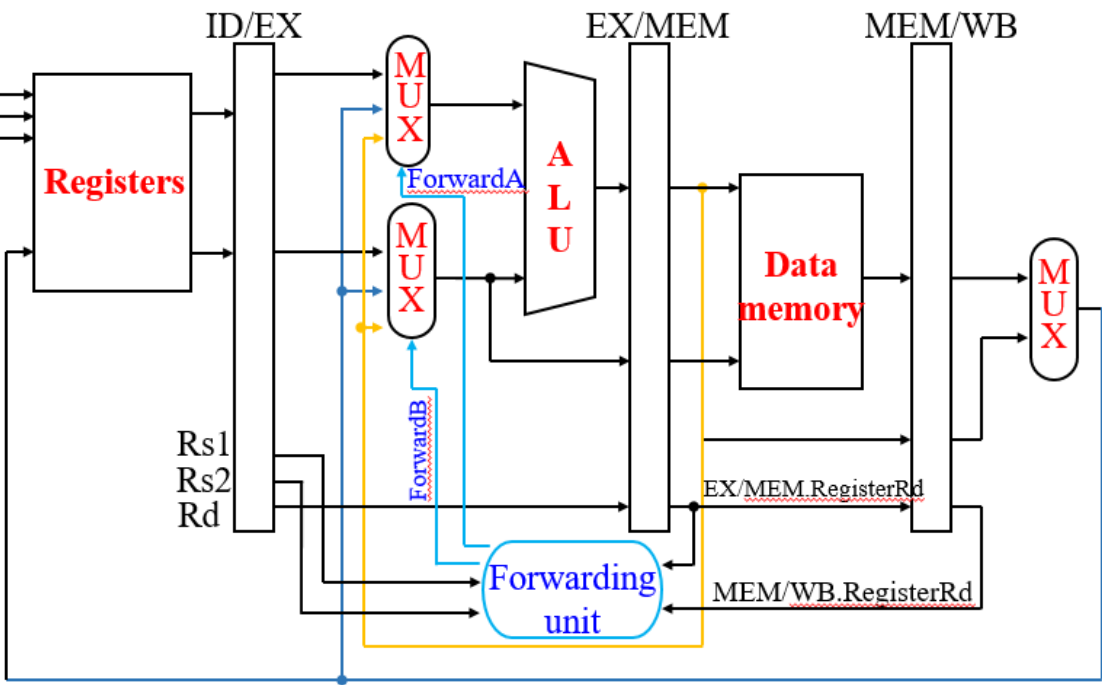 ID/EX
EX/MEM
MEM/WB
M
U
X
Registers
ForwardA
A
L
U
M
U
X
Data
memory
M
U
X
ForwardB
Rs1
Rs2
Rd
EX/MEM.RegisterRd
Forwarding
unit
MEM/WB.RegisterRd